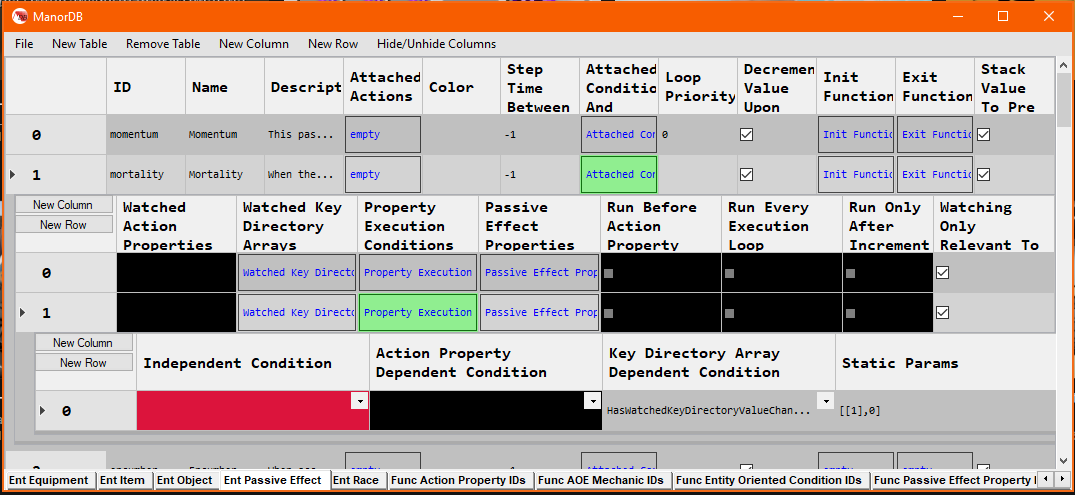 ManorDB
File New Table Remove Table New Column New Row Hide/Unhide Columns
ID Name Descript Attached Actions Color Step Time Between Attached Conditio And Loop Priority Decremen Value Upon Init Function Exit Function Stack Value To Pre
0 momentum Momentum This pas... empty -1 Attached Con 0 Init Functio Exit Functio
1 mortality Mortality When the... empty -1 Attached Con Init Functio Exit Functio
New Column
New Row
Watched Action Properties Watched Key Directory Arrays Property Execution Conditions Passive Effect Properties Run Before Action Property Run Every Execution Loop Run Only After Increment Watching Only Relevant To
0 Watched Key Directo Property Execution Passive Effect Prop
1 Watched Key Directo Property Execution Passive Effect Prop
New Column
New Row
Independent Condition Action Property Dependent Condition Key Directory Array Dependent Condition Static Params
0 HasWatchedKeyDirectoryValueChan... [[1],0]
Ent Equipment Ent Item Ent Object Ent Passive Effect Ent Race Func Action Property IDs Func AOE Mechanic IDs Func Entity Oriented Condition IDs Func Passive Effect Property I